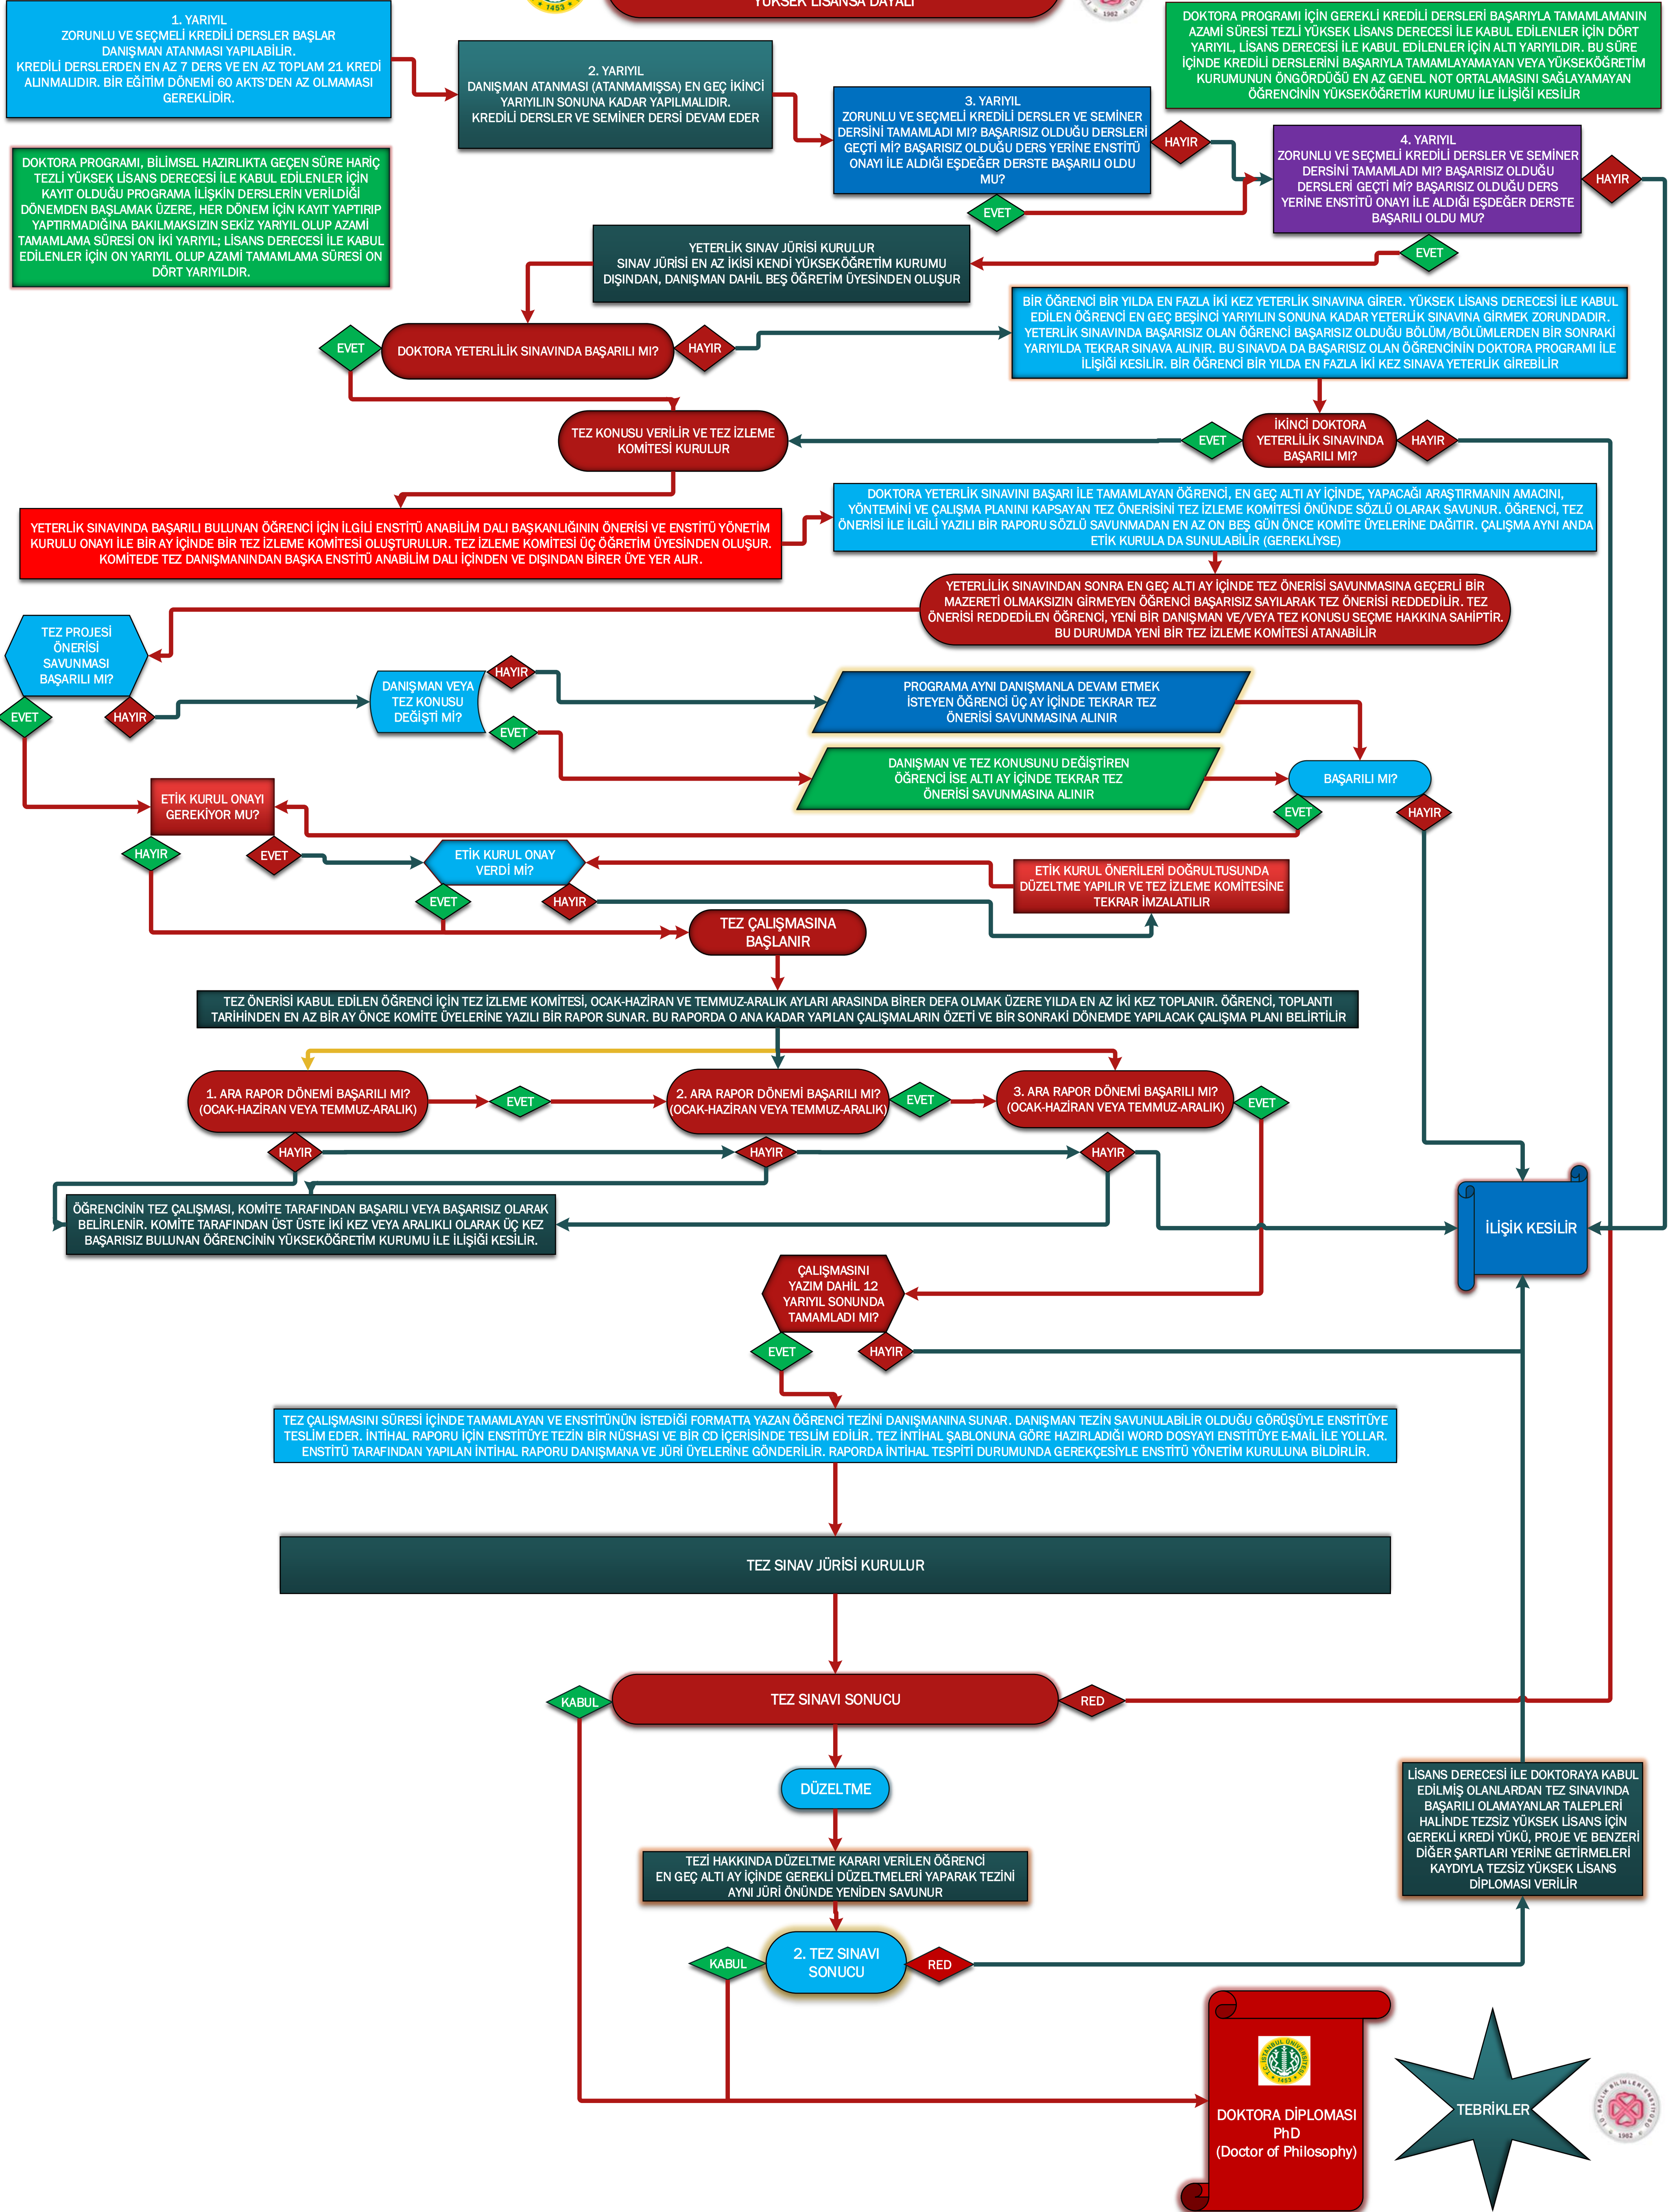 YÜKSEK LİSANSA DAYALI
1453
1982
1. YARIYIL
ZORUNLU VE SEÇMELİ KREDİLİ DERSLER BAŞLAR
DANIŞMAN ATANMASI YAPILABİLİR.
KREDİLİ DERSLERDEN EN AZ 7 DERS VE EN AZ TOPLAM 21 KREDİ
ALINMALIDIR. BİR EĞİTİM DÖNEMİ 60 AKTS'DEN AZ OLMAMASI
GEREKLİDİR.
2. YARIYIL
DANIŞMAN ATANMASI (ATANMAMIŞSA) EN GEÇ İKİNCİ
YARIYILIN SONUNA KADAR YAPILMALIDIR.
KREDİLİ DERSLER VE SEMİNER DERSİ DEVAM EDER
3. YARIYIL
ZORUNLU VE SEÇMELİ KREDİLİ DERSLER VE SEMİNER
DERSİNİ TAMAMLADI MI? BAŞARISIZ OLDUĞU DERSLERİ
GEÇTİ Mİ? BAŞARISIZ OLDUĞU DERS YERİNE ENSTİTÜ
ONAYI İLE ALDIĞI EŞDEĞER DERSTE BAŞARILI OLDU
MU?
HAYIR
EVET
DOKTORA PROGRAMI İÇİN GEREKLİ KREDİLİ DERSLERİ BAŞARIYLA TAMAMLAMANIN
AZAMİ SÜRESİ TEZLİ YÜKSEK LİSANS DERECESİ İLE KABUL EDİLENLER İÇİN DÖRT
YARIYIL, LİSANS DERECESİ İLE KABUL EDİLENLER İÇİN ALTI YARIYILDIR. BU SÜRE
İÇİNDE KREDİLİ DERSLERİNİ BAŞARIYLA TAMAMLAYAMAYAN VEYA YÜKSEKÖĞRETİM
KURUMUNUN ÖNGÖRDÜĞÜ EN AZ GENEL NOT ORTALAMASINI SAĞLAYAMAYAN
ÖĞRENCİNİN YÜKSEKÖĞRETİM KURUMU İLE İLİŞİĞİ KESİLİR
4. YARIYIL
ZORUNLU VE SEÇMELİ KREDİLİ DERSLER VE SEMİNER
DERSİNİ TAMAMLADI MI? BAŞARISIZ OLDUĞU
DERSLERİ GEÇTİ Mİ? BAŞARISIZ OLDUĞU DERS
YERİNE ENSTİTÜ ONAYI İLE ALDIĞI EŞDEĞER DERSTE
BAŞARILI OLDU MU?
HAYIR
EVET
DOKTORA PROGRAMI, BİLİMSEL HAZIRLIKTA GEÇEN SÜRE HARİÇ
TEZLİ YÜKSEK LİSANS DERECESİ İLE KABUL EDİLENLER İÇİN
KAYIT OLDUĞU PROGRAMA İLİŞKİN DERSLERİN VERİLDİĞİ
DÖNEMDEN BAŞLAMAK ÜZERE, HER DÖNEM İÇİN KAYIT YAPTIRIP
YAPTIRMADIĞINA BAKILMAKSIZIN SEKİZ YARIYIL OLUP AZAMİ
TAMAMLAMA SÜRESİ ON İKİ YARIYIL; LİSANS DERECESİ İLE KABUL
EDİLENLER İÇİN ON YARIYIL OLUP AZAMİ TAMAMLAMA SÜRESİ ON
DÖRT YARIYILDIR.
YETERLİK SINAV JÜRİSİ KURULUR
SINAV JÜRİSİ EN AZ İKİSİ KENDİ YÜKSEKÖĞRETİM KURUMU
DIŞINDAN, DANIŞMAN DAHİL BEŞ ÖĞRETİM ÜYESİNDEN OLUŞUR
EVET
DOKTORA YETERLİLİK SINAVINDA BAŞARILI MI?
HAYIR
BİR ÖĞRENCİ BİR YILDA EN FAZLA İKİ KEZ YETERLİK SINAVINA GİRER. YÜKSEK LİSANS DERECESİ İLE KABUL
EDİLEN ÖĞRENCİ EN GEÇ BEŞİNCİ YARIYILIN SONUNA KADAR YETERLİK SINAVINA GİRMEK ZORUNDADIR.
YETERLİK SINAVINDA BAŞARISIZ OLAN ÖĞRENCİ BAŞARISIZ OLDUĞU BÖLÜM/BÖLÜMLERDEN BİR SONRAKİ
YARIYILDA TEKRAR SINAVA ALINIR. BU SINAVDA DA BAŞARISIZ OLAN ÖĞRENCİNİN DOKTORA PROGRAMI İLE
İLİŞİĞİ KESİLİR. BİR ÖĞRENCİ BİR YILDA EN FAZLA İKİ KEZ SINAVA YETERLİK GİREBİLİR
TEZ KONUSU VERİLİR VE TEZ İZLEME
KOMİTESİ KURULUR
EVET
İKİNCİ DOKTORA
YETERLİLİK SINAVINDA
BAŞARILI MI?
HAYIR
YETERLİK SINAVINDA BAŞARILI BULUNAN ÖĞRENCİ İÇİN İLGİLİ ENSTİTÜ ANABİLİM DALI BAŞKANLIĞININ ÖNERİSİ VE ENSTİTÜ YÖNETİM
KURULU ONAYI İLE BİR AY İÇİNDE BİR TEZ İZLEME KOMİTESİ OLUŞTURULUR. TEZ İZLEME KOMİTESİ ÜÇ ÖĞRETİM ÜYESİNDEN OLUŞUR.
KOMİTEDE TEZ DANIŞMANINDAN BAŞKA ENSTİTÜ ANABİLİM DALI İÇİNDEN VE DIŞINDAN BİRER ÜYE YER ALIR.
DOKTORA YETERLİK SINAVINI BAŞARI İLE TAMAMLAYAN ÖĞRENCİ, EN GEÇ ALTI AY İÇİNDE, YAPACAĞI ARAŞTIRMANIN AMACINI,
YÖNTEMİNİ VE ÇALIŞMA PLANINI KAPSAYAN TEZ ÖNERİSİNİ TEZ İZLEME KOMİTESİ ÖNÜNDE SÖZLÜ OLARAK SAVUNUR. ÖĞRENCİ, TEZ
ÖNERİSİ İLE İLGİLİ YAZILI BİR RAPORU SÖZLÜ SAVUNMADAN EN AZ ON BEŞ GÜN ÖNCE KOMİTE ÜYELERİNE DAĞITIR. ÇALIŞMA AYNI ANDA
ETİK KURULA DA SUNULABİLİR (GEREKLİYSE)
YETERLİLİK SINAVINDAN SONRA EN GEÇ ALTI AY İÇİNDE TEZ ÖNERİSİ SAVUNMASINA GEÇERLİ BİR
MAZERETİ OLMAKSIZIN GİRMEYEN ÖĞRENCİ BAŞARISIZ SAYILARAK TEZ ÖNERİSİ REDDEDİLİR. TEZ
ÖNERİSİ REDDEDİLEN ÖĞRENCİ, YENİ BİR DANIŞMAN VE/VEYA TEZ KONUSU SEÇME HAKKINA SAHİPTİR.
BU DURUMDA YENİ BİR TEZ İZLEME KOMİTESİ ATANABİLİR
TEZ PROJESİ
ÖNERİSİ
SAVUNMASI
BAŞARILI MI?
EVET
HAYIR
DANIŞMAN VEYA
TEZ KONUSU
DEĞİŞTİ Mİ?
HAYIR
EVET
PROGRAMA AYNI DANIŞMANLA DEVAM ETMEK
İSTEYEN ÖĞRENCİ ÜÇ AY İÇİNDE TEKRAR TEZ
ÖNERİSİ SAVUNMASINA ALINIR
DANIŞMAN VE TEZ KONUSUNU DEĞİŞTİREN
ÖĞRENCİ İSE ALTI AY İÇİNDE TEKRAR TEZ
ÖNERİSİ SAVUNMASINA ALINIR
BAŞARILI MI?
EVET
HAYIR
ETİK KURUL ONAYI
GEREKİYOR MU?
HAYIR
EVET
ETİK KURUL ONAY
VERDİ Mİ?
EVET
HAYIR
ETİK KURUL ÖNERİLERİ DOĞRULTUSUNDA
DÜZELTME YAPILIR VE TEZ İZLEME KOMİTESİNE
TEKRAR İMZALATILIR
TEZ ÇALIŞMASINA
BAŞLANIR
TEZ ÖNERİSİ KABUL EDİLEN ÖĞRENCİ İÇİN TEZ İZLEME KOMİTESİ, OCAK-HAZİRAN VE TEMMUZ-ARALIK AYLARI ARASINDA BİRER DEFA OLMAK ÜZERE YILDA EN AZ İKİ KEZ TOPLANIR. ÖĞRENCİ, TOPLANTI
TARİHİNDEN EN AZ BİR AY ÖNCE KOMİTE ÜYELERİNE YAZILI BİR RAPOR SUNAR. BU RAPORDA O ANA KADAR YAPILAN ÇALIŞMALARIN ÖZETİ VE BİR SONRAKİ DÖNEMDE YAPILACAK ÇALIŞMA PLANI BELİRTİLİR
1. ARA RAPOR DÖNEMİ BAŞARILI MI?
(OCAK-HAZİRAN VEYA TEMMUZ-ARALIK)
EVET
2. ARA RAPOR DÖNEMİ BAŞARILI MI?
(OCAK-HAZİRAN VEYA TEMMUZ-ARALIK)
EVET
3. ARA RAPOR DÖNEMİ BAŞARILI MI?
(OCAK-HAZİRAN VEYA TEMMUZ-ARALIK)
EVET
HAYIR
HAYIR
HAYIR
ÖĞRENCİNİN TEZ ÇALIŞMASI, KOMİTE TARAFINDAN BAŞARILI VEYA BAŞARISIZ OLARAK
BELİRLENİR. KOMİTE TARAFINDAN ÜST ÜSTE İKİ KEZ VEYA ARALIKLI OLARAK ÜÇ KEZ
BAŞARISIZ BULUNAN ÖĞRENCİNİN YÜKSEKÖĞRETİM KURUMU İLE İLİŞİĞİ KESİLİR.
İLİŞİK KESİLİR
ÇALIŞMASINI
YAZIM DAHİL 12
YARIYIL SONUNDA
TAMAMLADI MI?
EVET
HAYIR
TEZ ÇALIŞMASINI SÜRESİ İÇİNDE TAMAMLAYAN VE ENSTİTÜNÜN İSTEDİĞİ FORMATTA YAZAN ÖĞRENCİ TEZİNİ DANIŞMANINA SUNAR. DANIŞMAN TEZİN SAVUNULABİLİR OLDUĞU GÖRÜŞÜYLE ENSTİTÜYE
TESLİM EDER. İNTİHAL RAPORU İÇİN ENSTİTÜYE TEZİN BİR NÜSHASI VE BİR CD İÇERİSİNDE TESLİM EDİLİR. TEZ İNTİHAL ŞABLONUNA GÖRE HAZIRLADIĞI WORD DOSYAYI ENSTİTÜYE E-MAİL İLE YOLLAR.
ENSTİTÜ TARAFINDAN YAPILAN İNTİHAL RAPORU DANIŞMANA VE JÜRİ ÜYELERİNE GÖNDERİLİR. RAPORDA İNTİHAL TESPİTİ DURUMUNDA GEREKÇESİYLE ENSTİTÜ YÖNETİM KURULUNA BİLDİRLİR.
TEZ SINAV JÜRİSİ KURULUR
KABUL
TEZ SINAVI SONUCU
RED
DÜZELTME
TEZİ HAKKINDA DÜZELTME KARARI VERİLEN ÖĞRENCİ
EN GEÇ ALTI AY İÇİNDE GEREKLİ DÜZELTMELERİ YAPARAK TEZİNİ
AYNI JÜRİ ÖNÜNDE YENİDEN SAVUNUR
LİSANS DERECESİ İLE DOKTORAYA KABUL
EDİLMİŞ OLANLARDAN TEZ SINAVINDA
BAŞARILI OLAMAYANLAR TALEPLERİ
HALİNDE TEZSİZ YÜKSEK LİSANS İÇİN
GEREKLİ KREDİ YÜKÜ, PROJE VE BENZERİ
DİĞER ŞARTLARI YERİNE GETİRMELERİ
KAYDIYLA TEZSİZ YÜKSEK LİSANS
DİPLOMASI VERİLİR
KABUL
2. TEZ SINAVI
SONUCU
RED
T.C. İSTANBUL ÜNİVERSİTESİ
1453
DOKTORA DİPLOMASI
PhD
(Doctor of Philosophy)
TEBRİKLER
İ.Ü. SAĞLIK BİLİMLERİ ENSTİTÜSÜ
1982